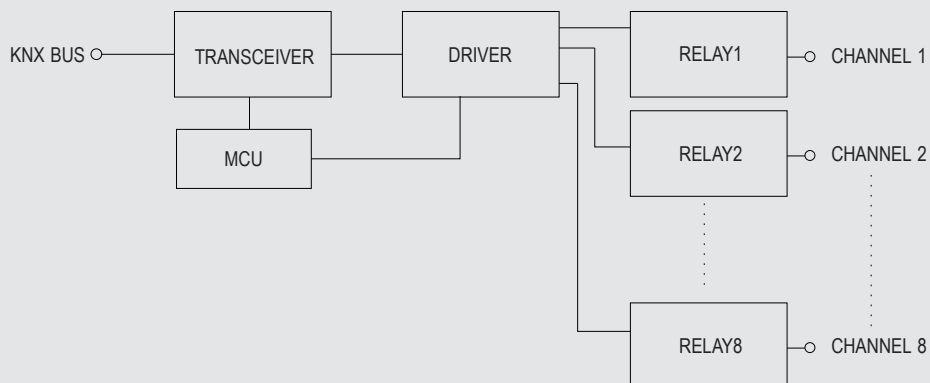 KNX BUS
TRANSCEIVER
DRIVER
RELAY1
CHANNEL 1
MCU
RELAY2
CHANNEL 2
RELAY8
CHANNEL 8